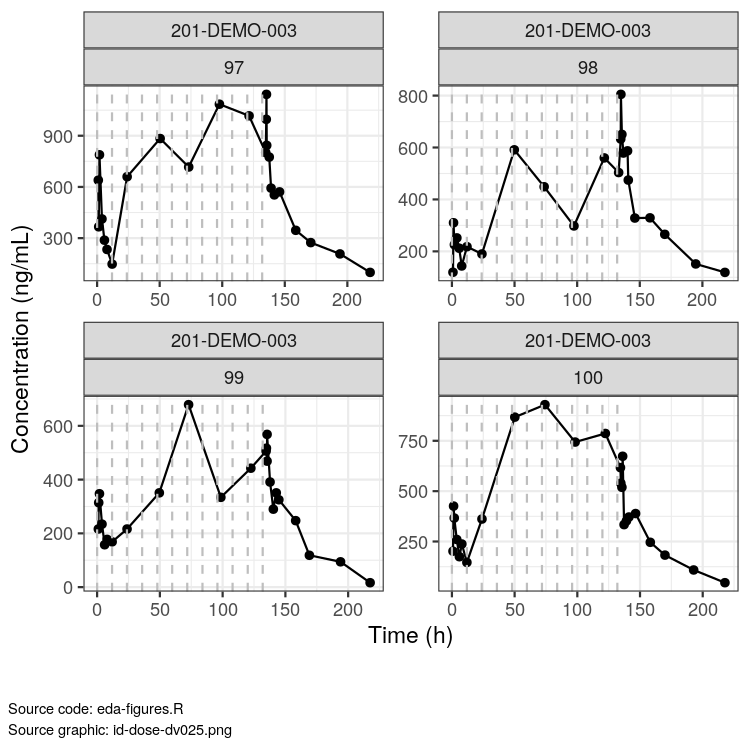 201-DEMO-003
201-DEMO-003
97
98
900
600
300
800
600
400
200
0 50 100 150 200
0 50 100 150 200
Concentration (ng/mL)
201-DEMO-003
201-DEMO-003
99
100
600
400
200
0
750
500
250
0 50 100 150 200
0 50 100 150 200
Time (h)
Source code: eda-figures.R
Source graphic: id-dose-dv025.png